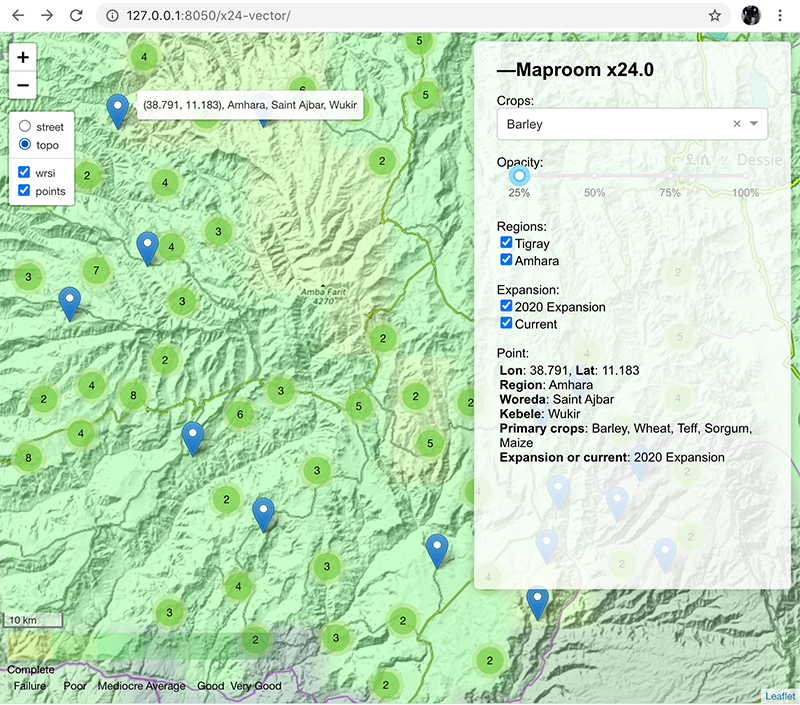 127.0.0.1:8050/x24-vector/
+
−
street
topo
wrsi
points
(38.791, 11.183), Amhara, Saint Ajbar, Wukir
—Maproom x24.0
Crops:
Barley
Opacity:
25% 50% 75% 100%
Dessie
Regions:
Tigray
Amhara
Expansion:
2020 Expansion
Current
Point:
Lon: 38.791, Lat: 11.183
Region: Amhara
Woreda: Saint Ajbar
Kebele: Wukir
Primary crops: Barley, Wheat, Teff, Sorgum,
Maize
Expansion or current: 2020 Expansion
4
5
5
6
2
2
4
3
4
3
7
3
2
Amba Farit
4270
2
2
4
8
3
6
5
2
2
4
8
5
3
2
4
3
4
3
2
3
2
2
2
2
5
4
4
2
2
2
4
10 km
Complete
Failure Poor Mediocre Average Good Very Good
Leaflet